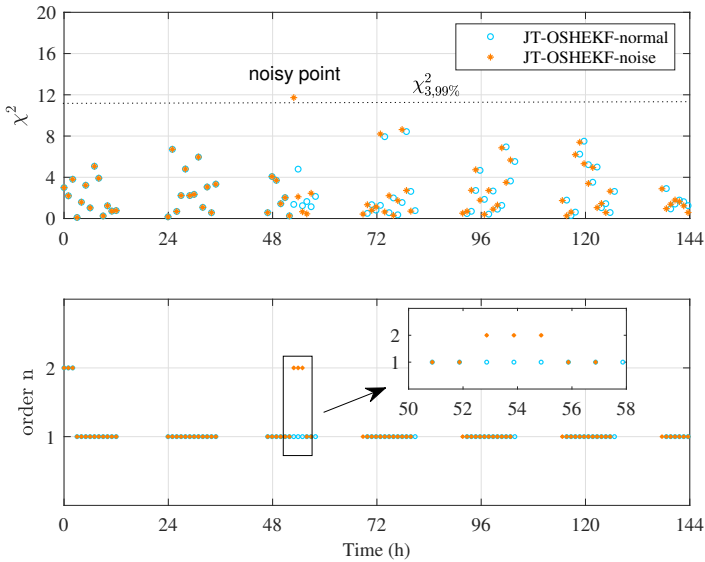 20
16
12
8
4
0
χ²
JT-OSHEKF-normal
JT-OSHEKF-noise
noisy point
χ²3,99%
0 24 48 72 96 120 144
order n
2
1
2
1
50 52 54 56 58
0 24 48 72 96 120 144
Time (h)